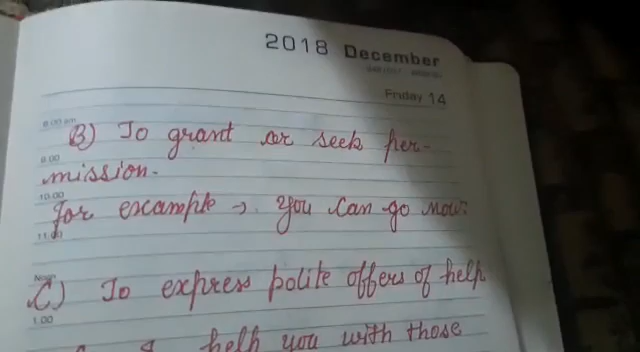 2018 December
Friday 14
8.00 am
B) To grant or seek per-
9.00
mission.
10.00
for example → You can go now.
11.00
Noon
C) To express polite offers of help
1.00
I help you with those